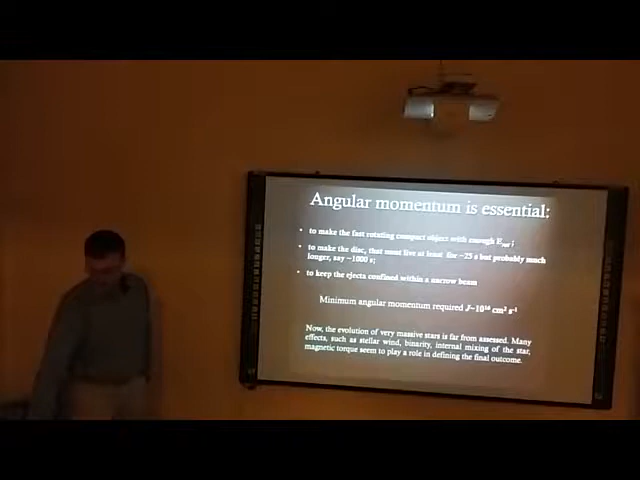 Angular momentum is essential:
• to make the fast rotating compact object with enough E_rot ;
• to make the disc, that must live at least for ~25 s but probably much
longer, say ~1000 s;
• to keep the ejecta confined within a narrow beam
Minimum angular momentum required J~10¹⁶ cm² s⁻¹
Now, the evolution of very massive stars is far from assessed. Many
effects, such as stellar wind, binarity, internal mixing of the star,
magnetic torque seem to play a role in defining the final outcome.